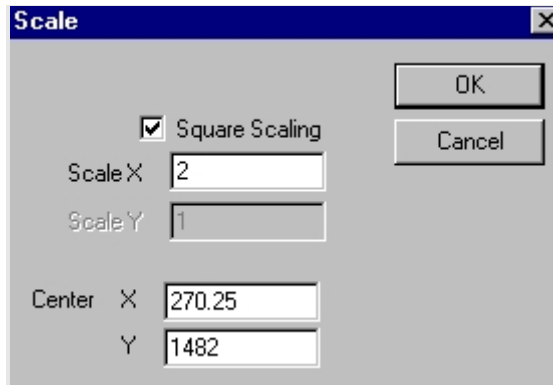 Scale
OK
Square Scaling
Cancel
Scale X 2
Scale Y 1
Center X 270.25
Y 1482